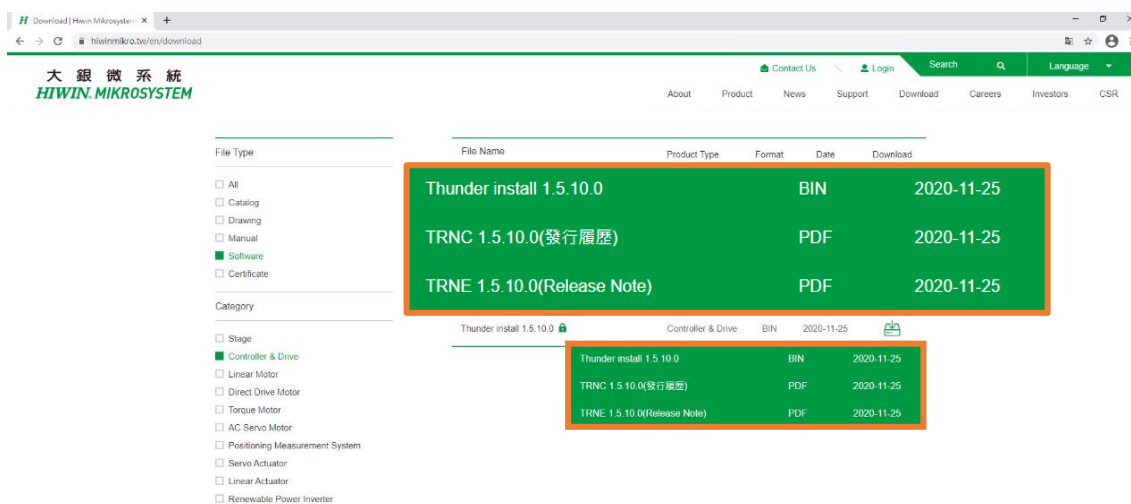 H Download | Hiwin Mikrosystem × +
hiwinmikro.tw/en/download
大銀微系統
HIWIN. MIKROSYSTEM
Contact Us
Login
Search
Language
About Product News Support Download Careers Investors CSR
File Type
All
Catalog
Drawing
Manual
Software
Certificate
Category
Stage
Controller & Drive
Linear Motor
Direct Drive Motor
Torque Motor
AC Servo Motor
Positioning Measurement System
Servo Actuator
Linear Actuator
Renewable Power Inverter
File Name Product Type Format Date Download
Thunder install 1.5.10.0 BIN 2020-11-25
TRNC 1.5.10.0(發行履歷) PDF 2020-11-25
TRNE 1.5.10.0(Release Note) PDF 2020-11-25
Thunder install 1.5.10.0 Controller & Drive BIN 2020-11-25
Thunder install 1.5.10.0 BIN 2020-11-25
TRNC 1.5.10.0(發行履歷) PDF 2020-11-25
TRNE 1.5.10.0(Release Note) PDF 2020-11-25